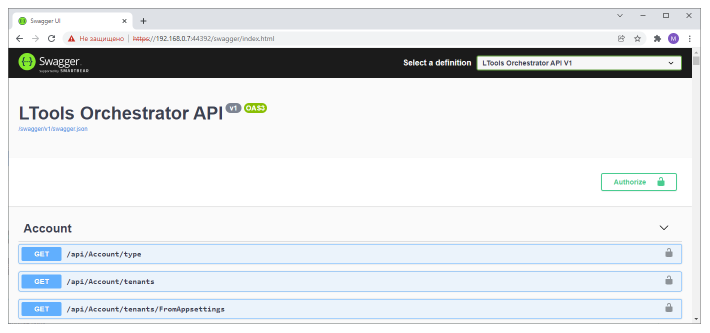 Swagger UI
Не защищено
https://192.168.0.7:44392/swagger/index.html
M
Swagger
Supported by SMARTBEAR
Select a definition
LTools Orchestrator API V1
LTools Orchestrator API v1 OAS3
/swagger/v1/swagger.json
Authorize
Account
GET /api/Account/type
GET /api/Account/tenants
GET /api/Account/tenants/FromAppsettings